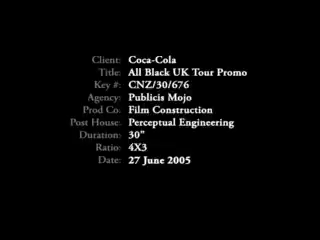 Client: Coca-Cola
Title: All Black UK Tour Promo
Key #: CNZ/30/676
Agency: Publicis Mojo
Prod Co: Film Construction
Post House: Perceptual Engineering
Duration: 30"
Ratio: 4X3
Date: 27 June 2005